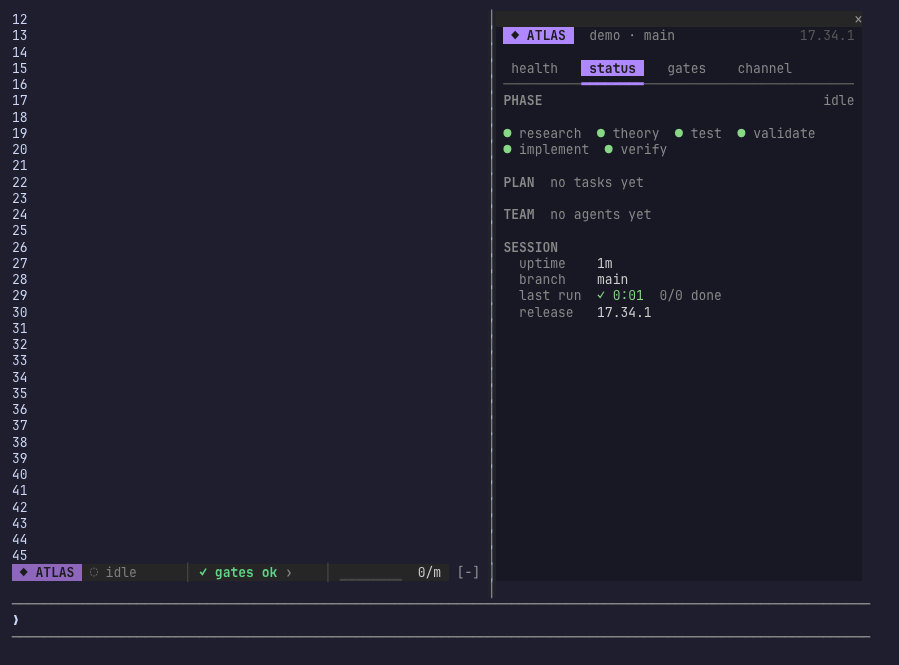 12
13
14
15
16
17
18
19
20
21
22
23
24
25
26
27
28
29
30
31
32
33
34
35
36
37
38
39
40
41
42
43
44
45
◆ ATLAS ◌ idle │ ✓ gates ok › │ ________ 0/m [-]
×
◆ ATLAS demo · main 17.34.1
health status gates channel
PHASE idle
● research ● theory ● test ● validate
● implement ● verify
PLAN no tasks yet
TEAM no agents yet
SESSION
uptime 1m
branch main
last run ✓ 0:01 0/0 done
release 17.34.1
❯